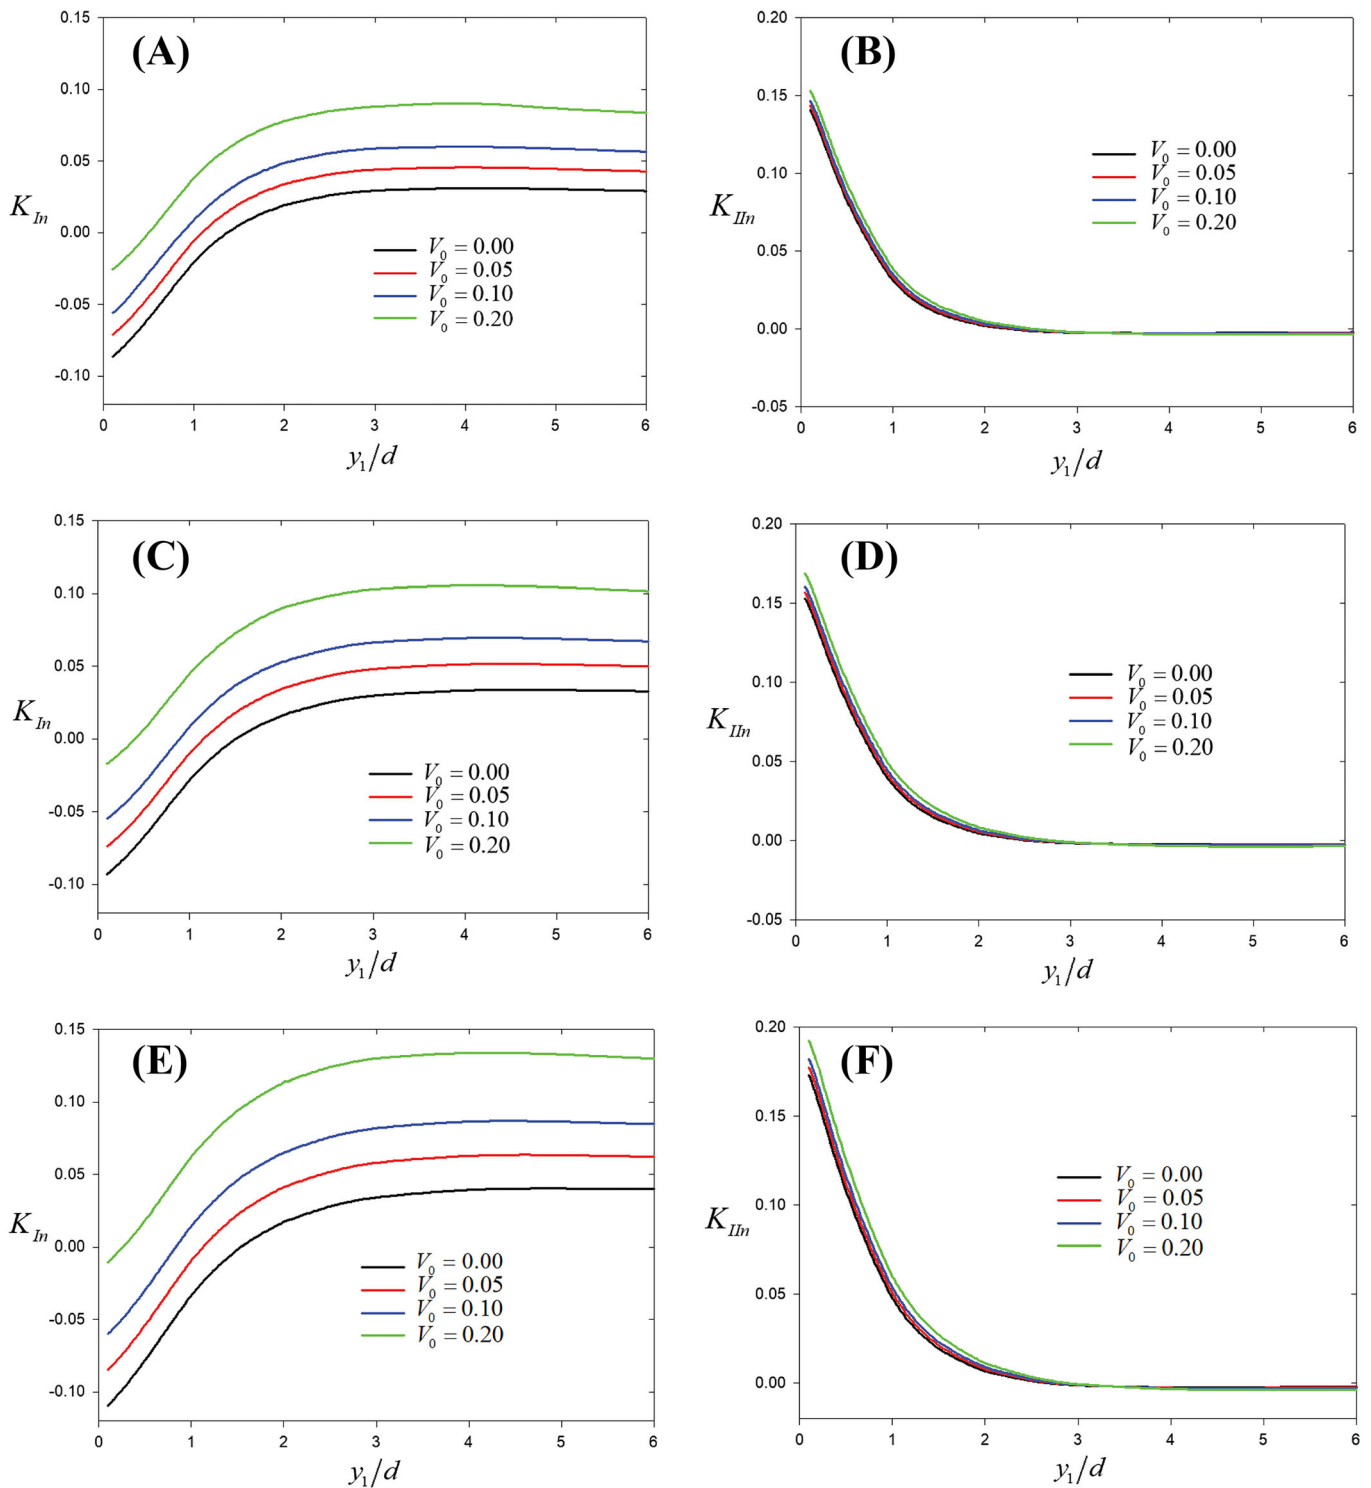 (A)
0.15
0.10
0.05
0.00
-0.05
-0.10
K_In
V_0 = 0.00
V_0 = 0.05
V_0 = 0.10
V_0 = 0.20
0 1 2 3 4 5 6
y_1/d
(B)
0.20
0.15
0.10
0.05
0.00
-0.05
K_IIn
V_0 = 0.00
V_0 = 0.05
V_0 = 0.10
V_0 = 0.20
0 1 2 3 4 5 6
y_1/d
(C)
0.15
0.10
0.05
0.00
-0.05
-0.10
K_In
V_0 = 0.00
V_0 = 0.05
V_0 = 0.10
V_0 = 0.20
0 1 2 3 4 5 6
y_1/d
(D)
0.20
0.15
0.10
0.05
0.00
-0.05
K_IIn
V_0 = 0.00
V_0 = 0.05
V_0 = 0.10
V_0 = 0.20
0 1 2 3 4 5 6
y_1/d
(E)
0.15
0.10
0.05
0.00
-0.05
-0.10
K_In
V_0 = 0.00
V_0 = 0.05
V_0 = 0.10
V_0 = 0.20
0 1 2 3 4 5 6
y_1/d
(F)
0.20
0.15
0.10
0.05
0.00
K_IIn
V_0 = 0.00
V_0 = 0.05
V_0 = 0.10
V_0 = 0.20
0 1 2 3 4 5 6
y_1/d